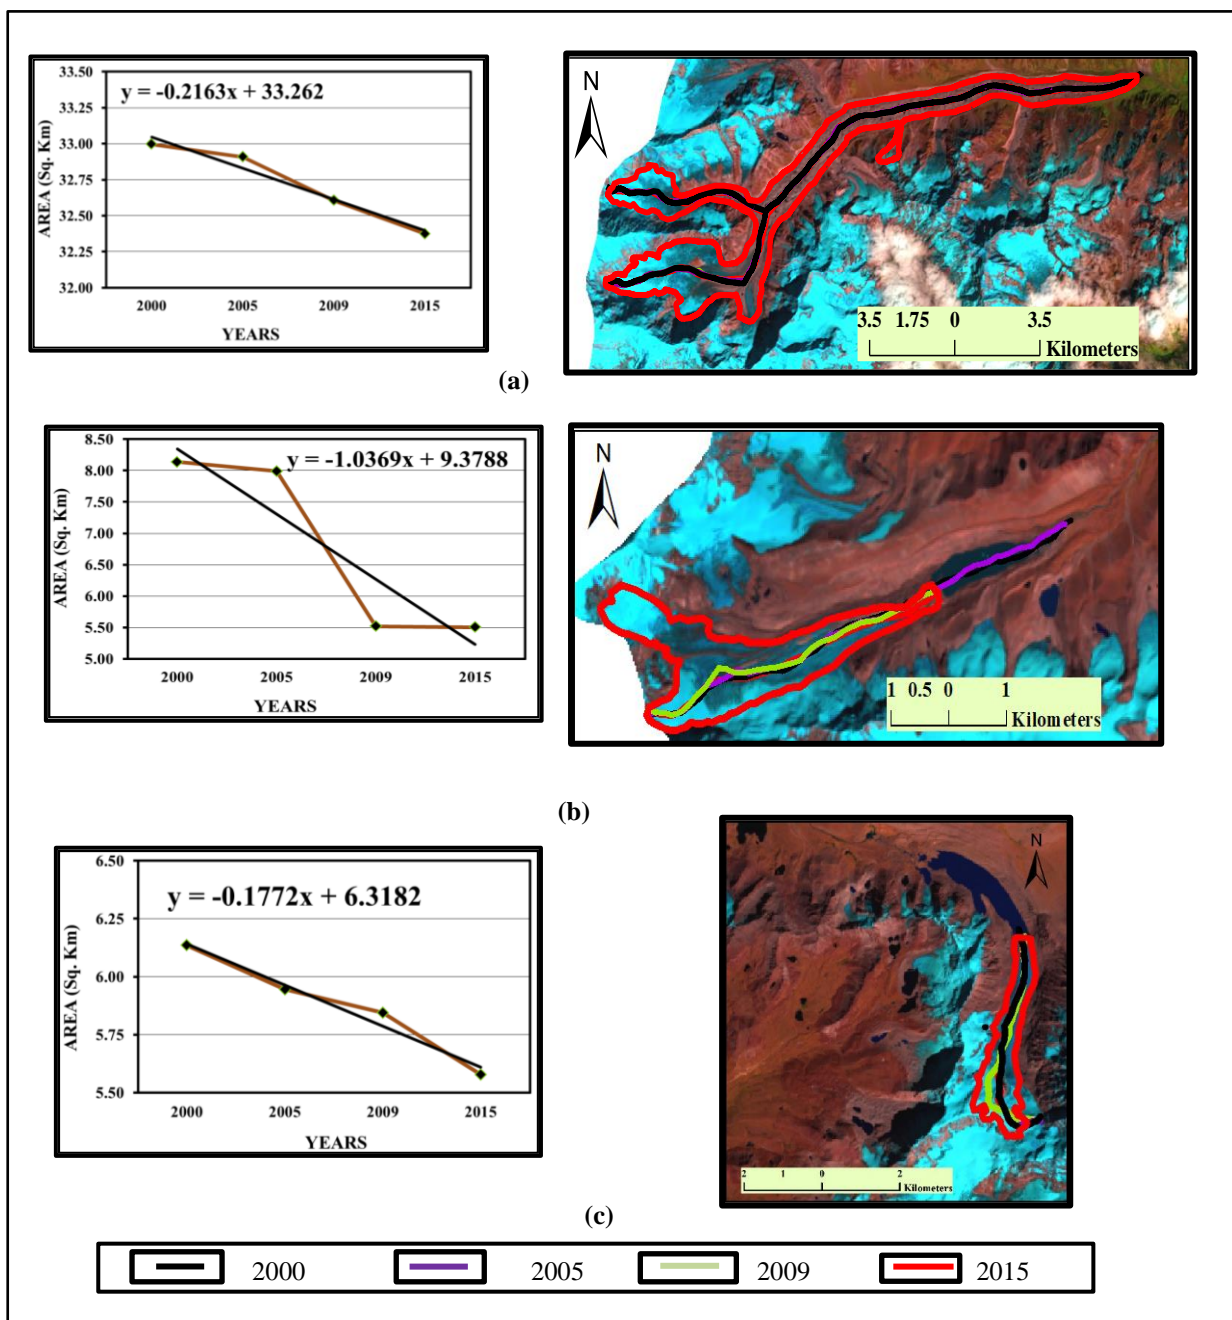 y = -0.2163x + 33.262
AREA (Sq. Km)
33.50
33.25
33.00
32.75
32.50
32.25
32.00
2000 2005 2009 2015
YEARS
N
3.5 1.75 0 3.5
Kilometers
(a)
y = -1.0369x + 9.3788
AREA (Sq. Km)
8.50
8.00
7.50
7.00
6.50
6.00
5.50
5.00
2000 2005 2009 2015
YEARS
N
1 0.5 0 1
Kilometers
(b)
y = -0.1772x + 6.3182
AREA (Sq. Km)
6.50
6.25
6.00
5.75
5.50
2000 2005 2009 2015
YEARS
N
2 1 0 2
Kilometers
(c)
2000 2005 2009 2015